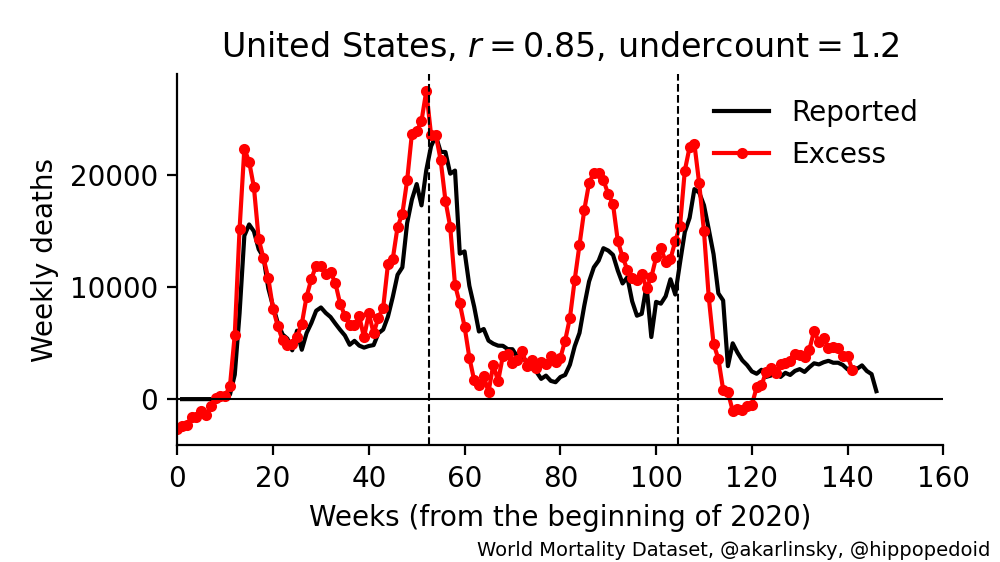 United States, r = 0.85, undercount = 1.2
Reported
Excess
Weekly deaths
20000
10000
0
0 20 40 60 80 100 120 140 160
Weeks (from the beginning of 2020)
World Mortality Dataset, @akarlinsky, @hippopedoid